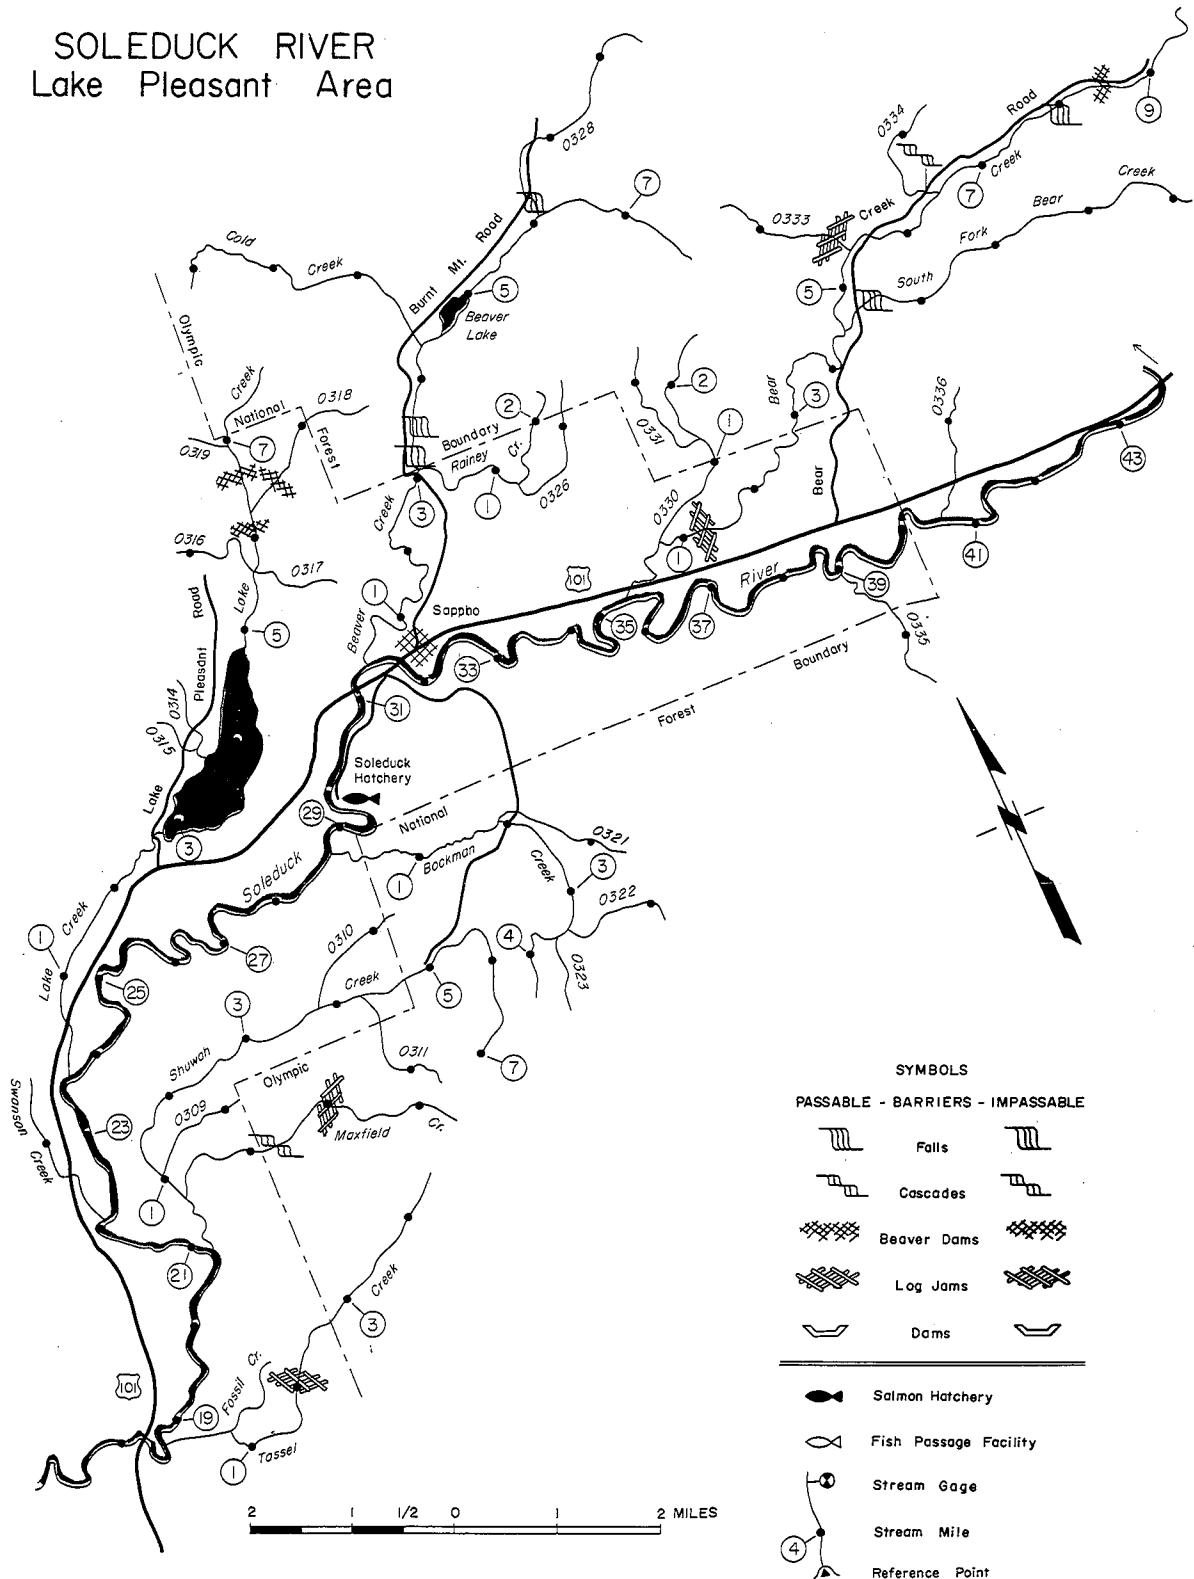 SOLEDUCK RIVER
Lake Pleasant Area
0328
7
Burnt Mt. Road
Cold Creek
5
Beaver
Lake
Olympic
National
Forest
Boundary
Creek
0318
0319
7
2
Rainey Cr.
1
0326
3
Creek
0316
0317
Lake
5
Road
Pleasant
Lake
0314
0315
3
1
Beaver
Sappho
0334
Road
9
Creek
7
Creek
0333
5
Bear Creek
South Fork
2
0331
1
Bear
3
0330
1
Bear
0336
43
41
39
0335
River
101
37
35
33
31
Boundary
Forest
National
Soleduck
Hatchery
29
Soleduck
27
25
1
Bockman
Creek
0321
3
0322
4
0323
0310
Creek
5
3
7
0311
Shuwah
Olympic
0309
1
Maxfield Cr.
1
Lake Creek
Swanson
Creek
23
21
Creek
3
101
19
Fossil Cr.
1
Tassel
2 1 1/2 0 1 2 MILES
SYMBOLS
PASSABLE - BARRIERS - IMPASSABLE
Falls
Cascades
Beaver Dams
Log Jams
Dams
Salmon Hatchery
Fish Passage Facility
Stream Gage
Stream Mile
4
Reference Point